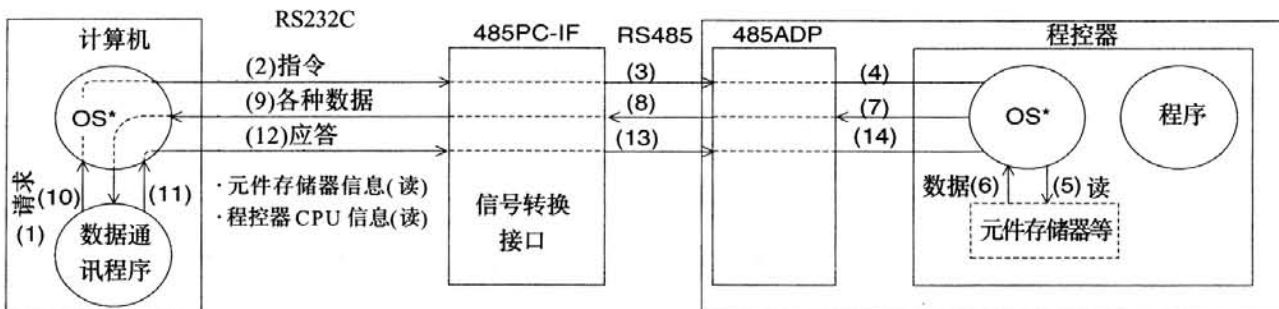 RS232C
计算机
485PC-IF
RS485
485ADP
程控器
(2)指令
(3)
(4)
(9)各种数据
(8)
(7)
OS*
OS*
程序
(12)应答
(13)
(14)
请求
(1)
(10)
(11)
·元件存储器信息(读)
·程控器CPU信息(读)
信号转换
接口
数据(6)
(5)读
元件存储器等
数据通
讯程序